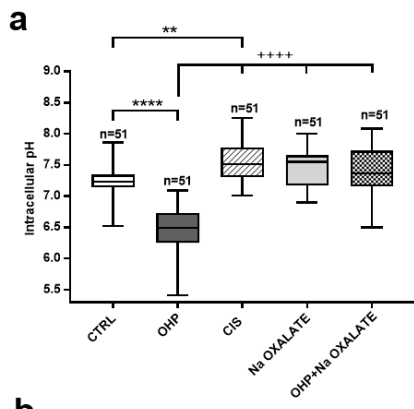 a
**
++++
****
n=51
n=51
n=51
n=51
n=51
Intracellular pH
9.0
8.5
8.0
7.5
7.0
6.5
6.0
5.5
CTRL
OHP
CIS
Na OXALATE
OHP+Na OXALATE